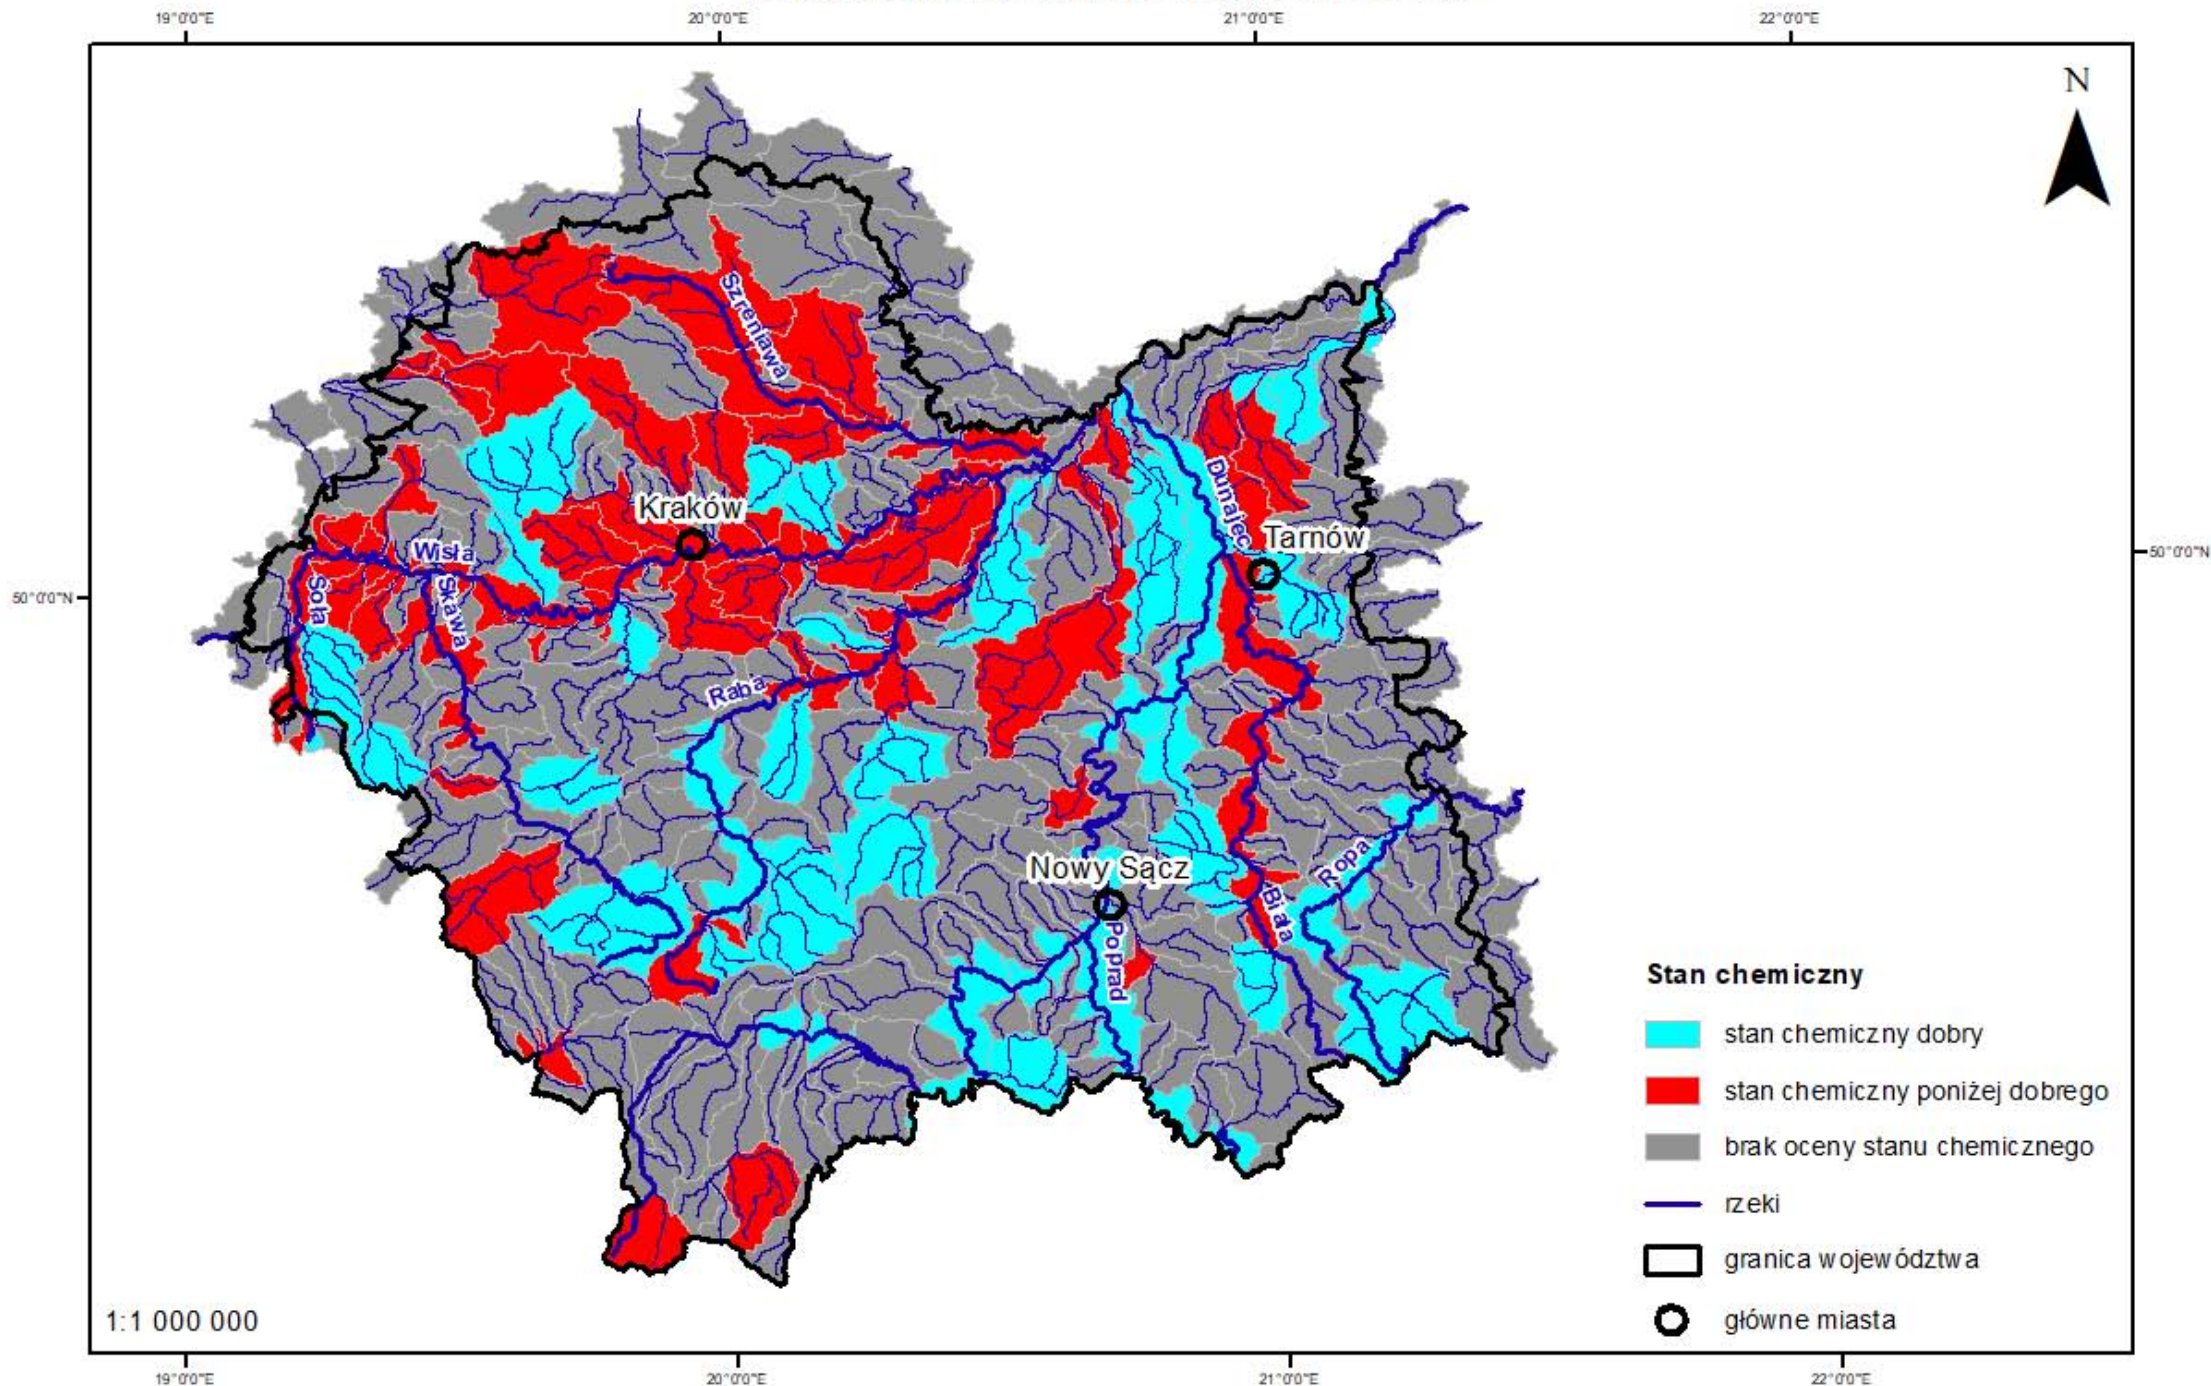 19°0'0"E 20°0'0"E 21°0'0"E 22°0'0"E
N
Szreniawa
Kraków
Dunajec
Tarnów
Wisła
50°0'0"N
50°0'0"N
Soła
Skawa
Raba
Nowy Sącz
Ropa
Biała
Poprad
Stan chemiczny
stan chemiczny dobry
stan chemiczny poniżej dobrego
brak oceny stanu chemicznego
rzeki
granica województwa
główne miasta
1:1 000 000
19°0'0"E 20°0'0"E 21°0'0"E 22°0'0"E